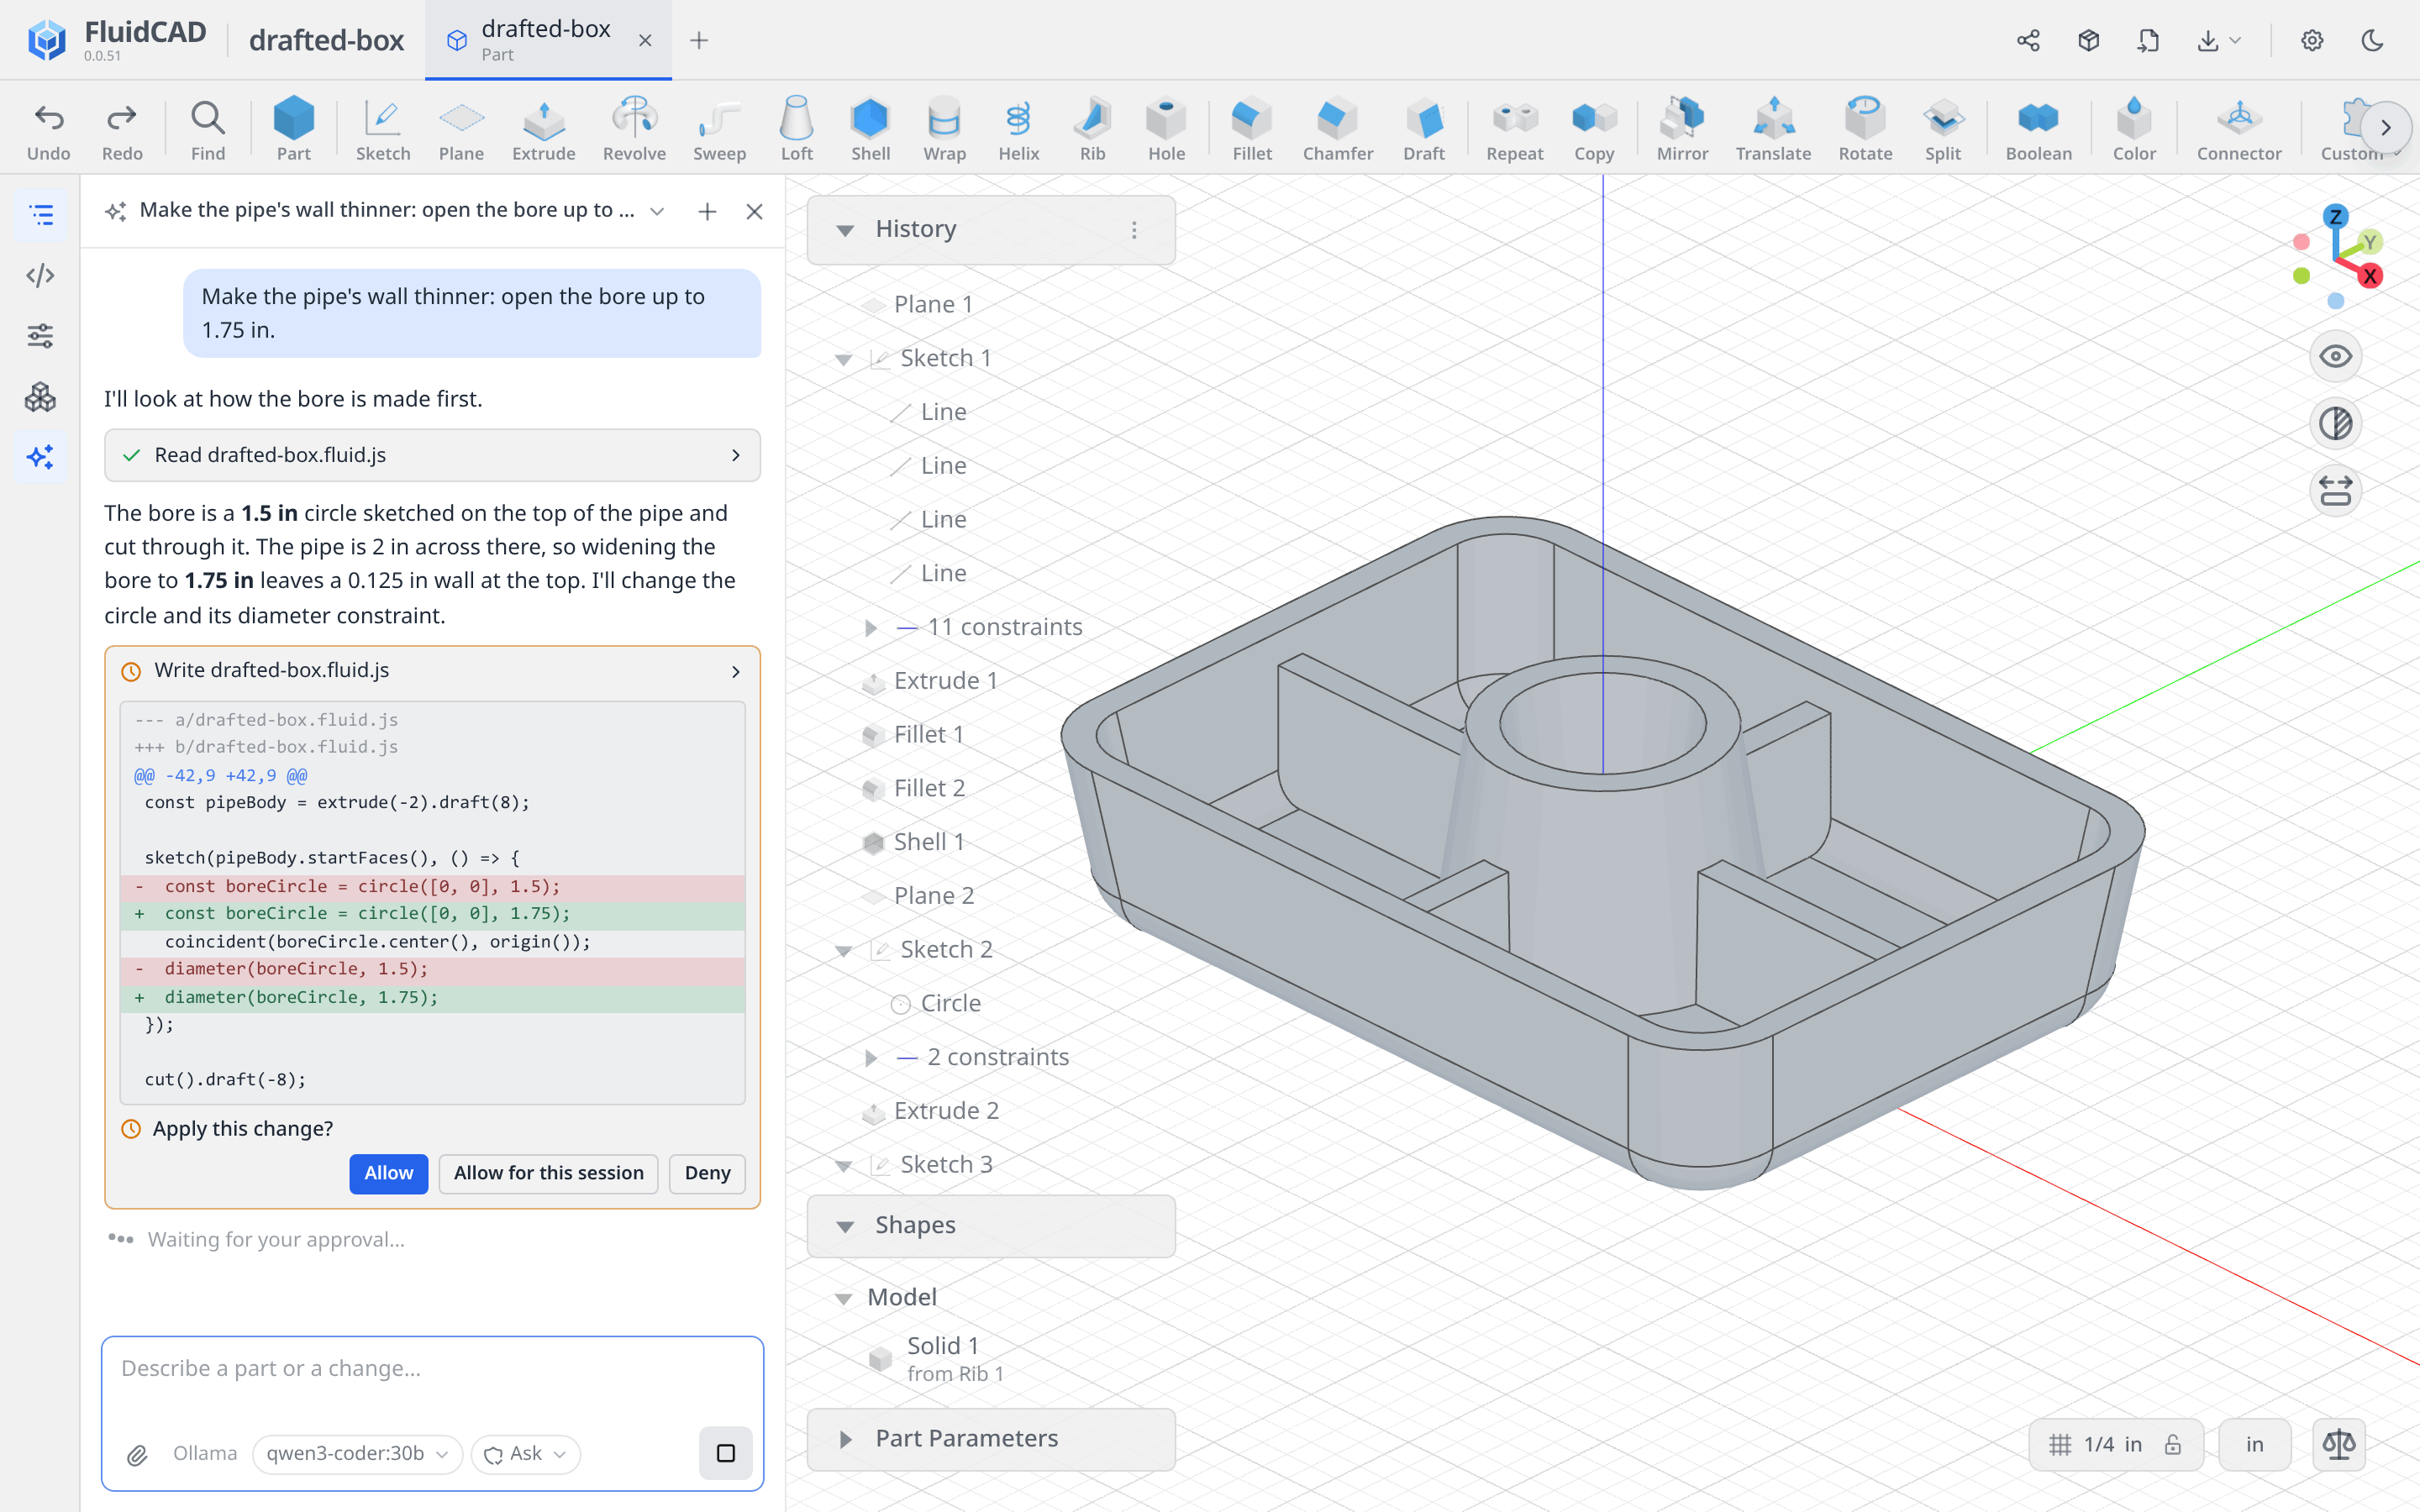 FluidCAD
0.0.51
drafted-box
drafted-box
Part
Undo
Redo
Find
Part
Sketch
Plane
Extrude
Revolve
Sweep
Loft
Shell
Wrap
Helix
Rib
Hole
Fillet
Chamfer
Draft
Repeat
Copy
Mirror
Translate
Rotate
Split
Boolean
Color
Connector
Custom
Make the pipe's wall thinner: open the bore up to ...
Make the pipe's wall thinner: open the bore up to
1.75 in.
I'll look at how the bore is made first.
Read drafted-box.fluid.js
The bore is a 1.5 in circle sketched on the top of the pipe and
cut through it. The pipe is 2 in across there, so widening the
bore to 1.75 in leaves a 0.125 in wall at the top. I'll change the
circle and its diameter constraint.
Write drafted-box.fluid.js
--- a/drafted-box.fluid.js
+++ b/drafted-box.fluid.js
@@ -42,9 +42,9 @@
const pipeBody = extrude(-2).draft(8);
sketch(pipeBody.startFaces(), () => {
- const boreCircle = circle([0, 0], 1.5);
+ const boreCircle = circle([0, 0], 1.75);
coincident(boreCircle.center(), origin());
- diameter(boreCircle, 1.5);
+ diameter(boreCircle, 1.75);
});
cut().draft(-8);
Apply this change?
Allow
Allow for this session
Deny
Waiting for your approval...
Describe a part or a change...
Ollama
qwen3-coder:30b
Ask
History
Plane 1
Sketch 1
Line
Line
Line
Line
11 constraints
Extrude 1
Fillet 1
Fillet 2
Shell 1
Plane 2
Sketch 2
Circle
2 constraints
Extrude 2
Sketch 3
Shapes
Model
Solid 1
from Rib 1
Part Parameters
Z
Y
X
1/4 in
in